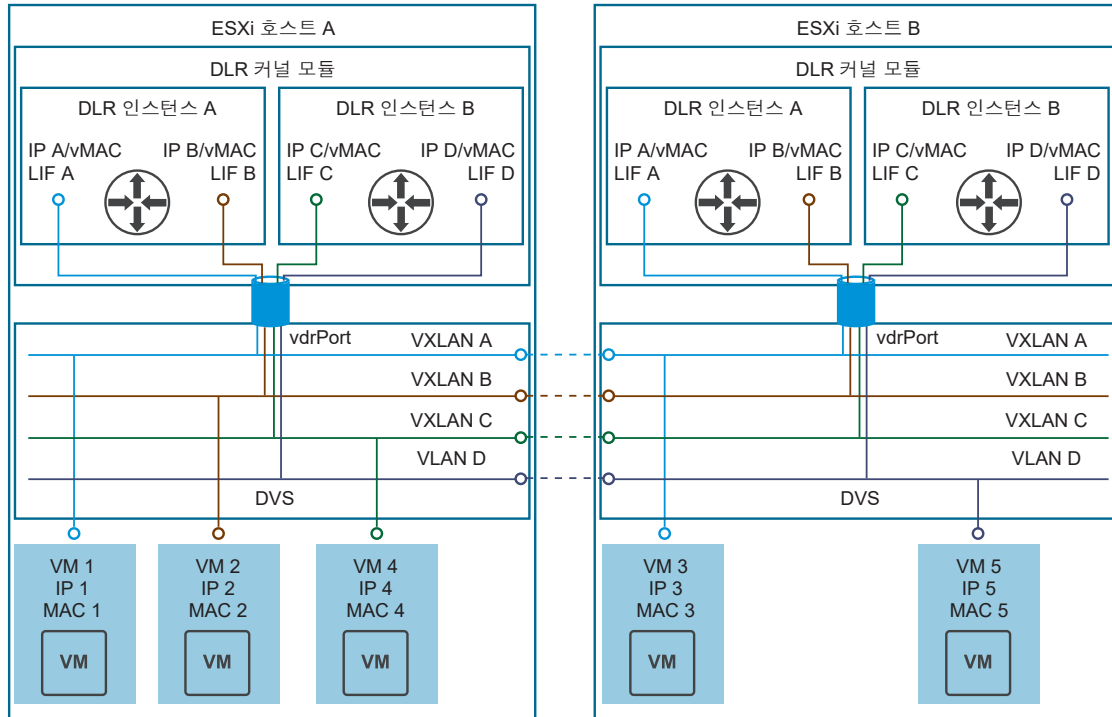 ESXi 호스트 A
DLR 커널 모듈
DLR 인스턴스 A
DLR 인스턴스 B
IP A/vMAC
LIF A
IP B/vMAC
LIF B
IP C/vMAC
LIF C
IP D/vMAC
LIF D
vdrPort
VXLAN A
VXLAN B
VXLAN C
VLAN D
DVS
VM 1
IP 1
MAC 1
VM
VM 2
IP 2
MAC 2
VM
VM 4
IP 4
MAC 4
VM
ESXi 호스트 B
DLR 커널 모듈
DLR 인스턴스 A
DLR 인스턴스 B
IP A/vMAC
LIF A
IP B/vMAC
LIF B
IP C/vMAC
LIF C
IP D/vMAC
LIF D
vdrPort
VXLAN A
VXLAN B
VXLAN C
VLAN D
DVS
VM 3
IP 3
MAC 3
VM
VM 5
IP 5
MAC 5
VM